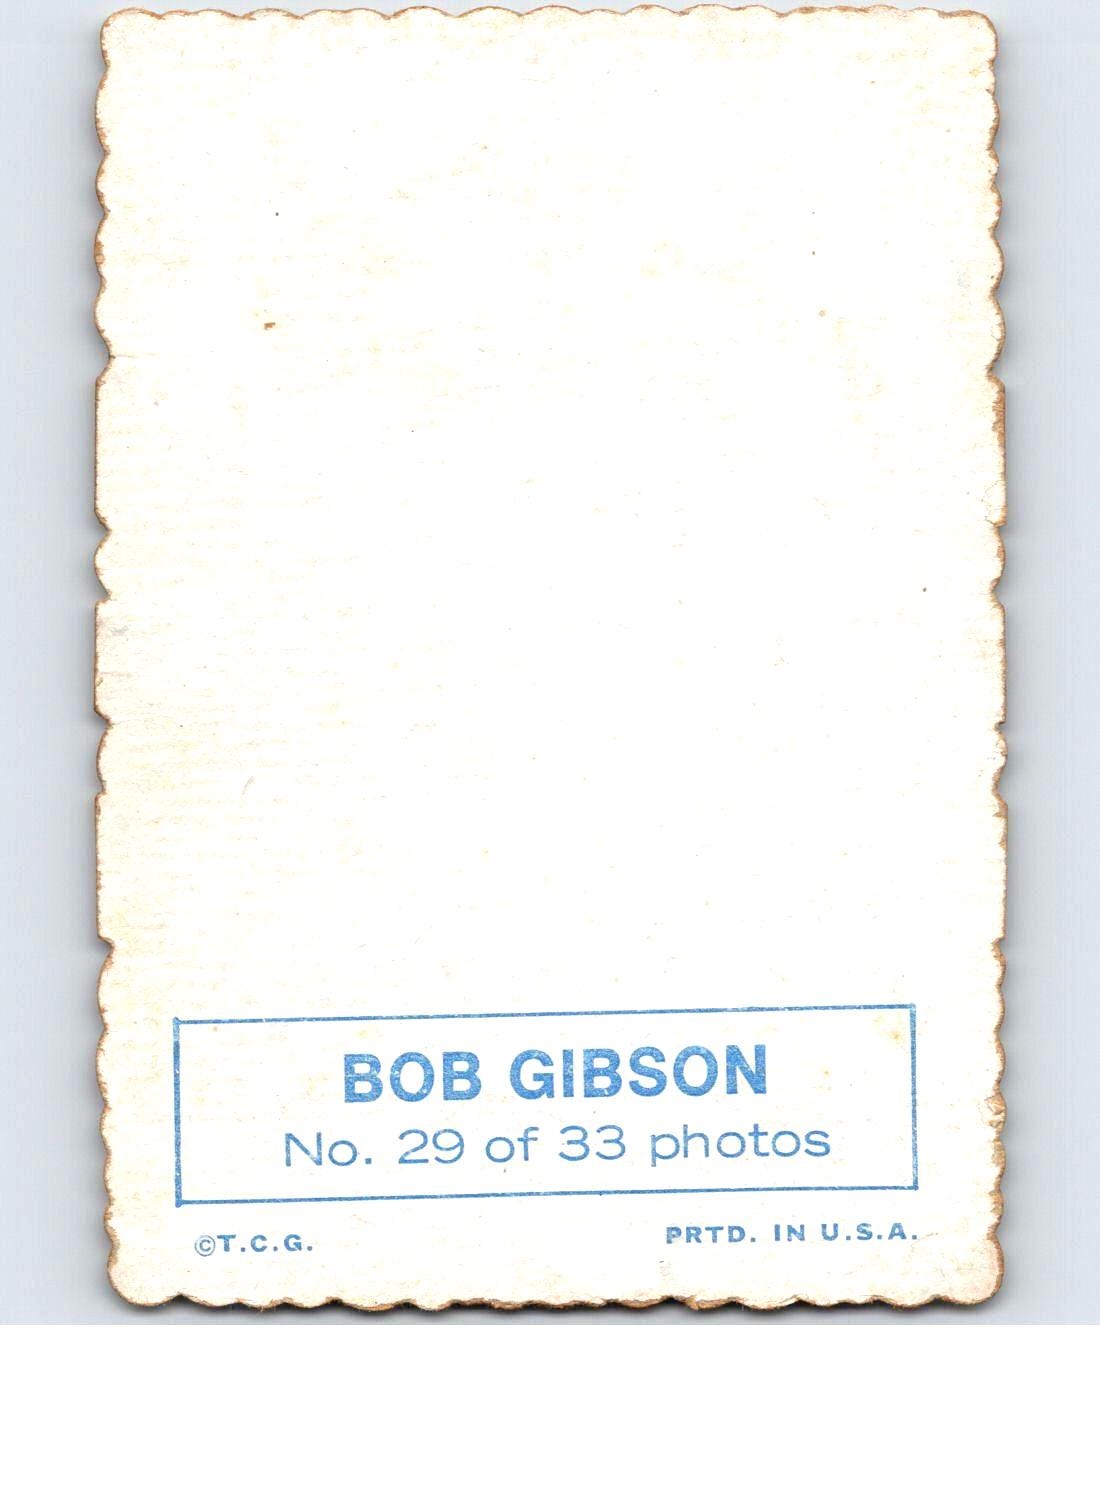 BOB GIBSON
No. 29 of 33 photos
©T.C.G. PRTD. IN U.S.A.